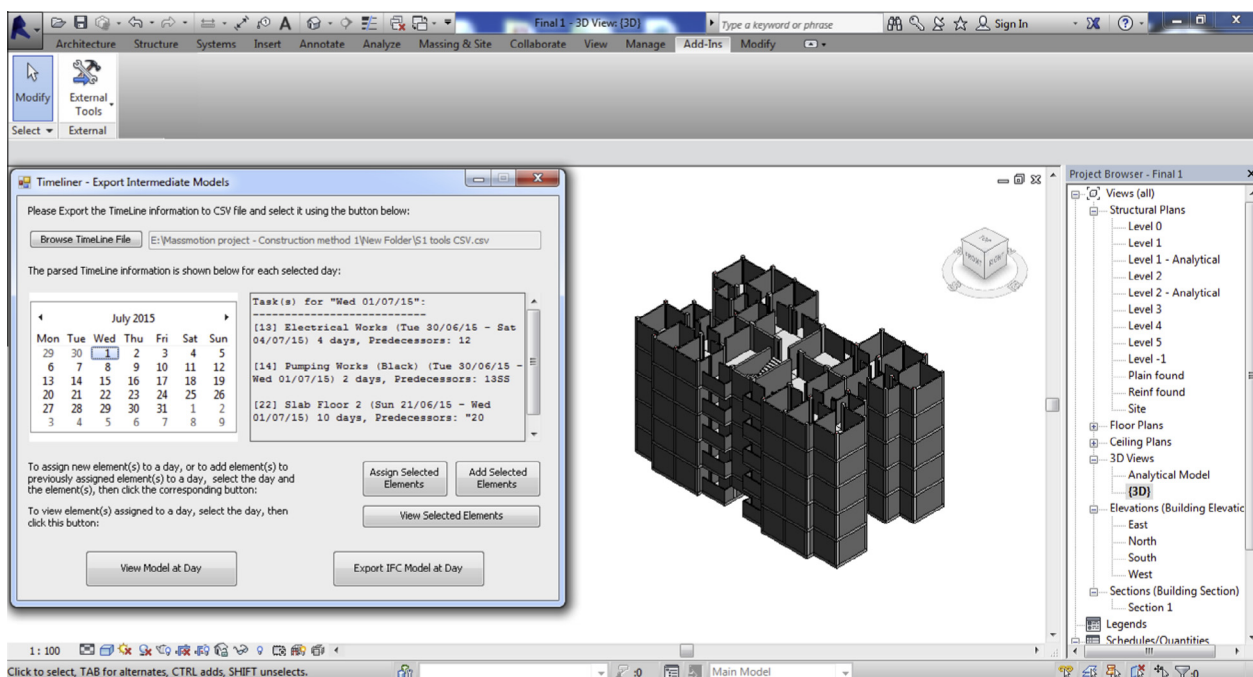 Final 1 - 3D View: {3D}
Type a keyword or phrase
Sign In
Architecture Structure Systems Insert Annotate Analyze Massing & Site Collaborate View Manage Add-Ins Modify
Modify
External
Tools
Select
External
Timeliner - Export Intermediate Models
Please Export the TimeLine information to CSV file and select it using the button below:
Browse TimeLine File
E:\Massmotion project - Construction method 1\New Folder\S1 tools CSV.csv
The parsed TimeLine information is shown below for each selected day:
July 2015
Mon Tue Wed Thu Fri Sat Sun
29 30 1 2 3 4 5
6 7 8 9 10 11 12
13 14 15 16 17 18 19
20 21 22 23 24 25 26
27 28 29 30 31 1 2
3 4 5 6 7 8 9
Task(s) for "Wed 01/07/15":
---------------------------
[13] Electrical Works (Tue 30/06/15 - Sat
04/07/15) 4 days, Predecessors: 12
[14] Pumping Works (Black) (Tue 30/06/15 -
Wed 01/07/15) 2 days, Predecessors: 13SS
[22] Slab Floor 2 (Sun 21/06/15 - Wed
01/07/15) 10 days, Predecessors: "20
To assign new element(s) to a day, or to add element(s) to
previously assigned element(s) to a day, select the day and
the element(s), then click the corresponding button:
Assign Selected
Elements
Add Selected
Elements
To view element(s) assigned to a day, select the day, then
click this button:
View Selected Elements
View Model at Day
Export IFC Model at Day
TOP
FRONT
RIGHT
Project Browser - Final 1
Views (all)
Structural Plans
Level 0
Level 1
Level 1 - Analytical
Level 2
Level 2 - Analytical
Level 3
Level 4
Level 5
Level -1
Plain found
Reinf found
Site
Floor Plans
Ceiling Plans
3D Views
Analytical Model
{3D}
Elevations (Building Elevatic
East
North
South
West
Sections (Building Section)
Section 1
Legends
Schedules/Quantities
1 : 100
Click to select, TAB for alternates, CTRL adds, SHIFT unselects.
:0
Main Model
:0